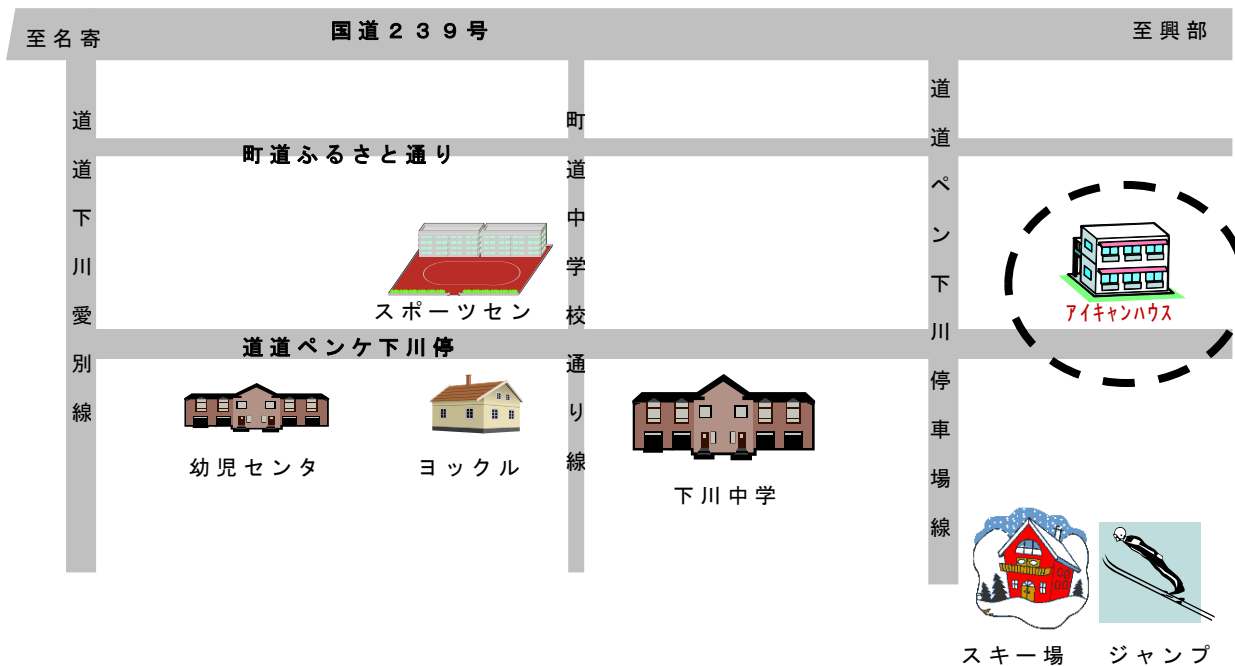 至名寄
国道２３９号
至興部
道道下川愛別線
町道中学校通り線
道道ペン下川停車場線
町道ふるさと通り
スポーツセン
アイキャンハウス
道道ペンケ下川停
幼児センタ
ヨックル
下川中学
スキー場
ジャンプ